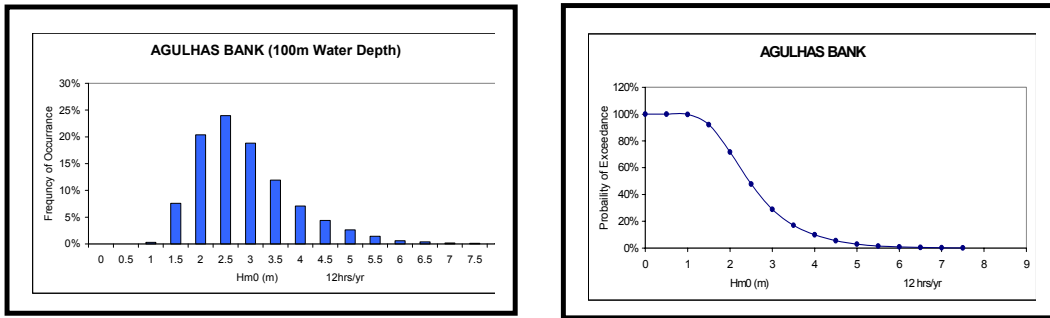 AGULHAS BANK (100m Water Depth)
30%
25%
20%
15%
10%
5%
0%
Frequncy of Occurrance
0 0.5 1 1.5 2 2.5 3 3.5 4 4.5 5 5.5 6 6.5 7 7.5
Hm0 (m) 12hrs/yr
AGULHAS BANK
120%
100%
80%
60%
40%
20%
0%
Probaility of Exceedance
0 1 2 3 4 5 6 7 8 9
Hm0 (m) 12 hrs/yr